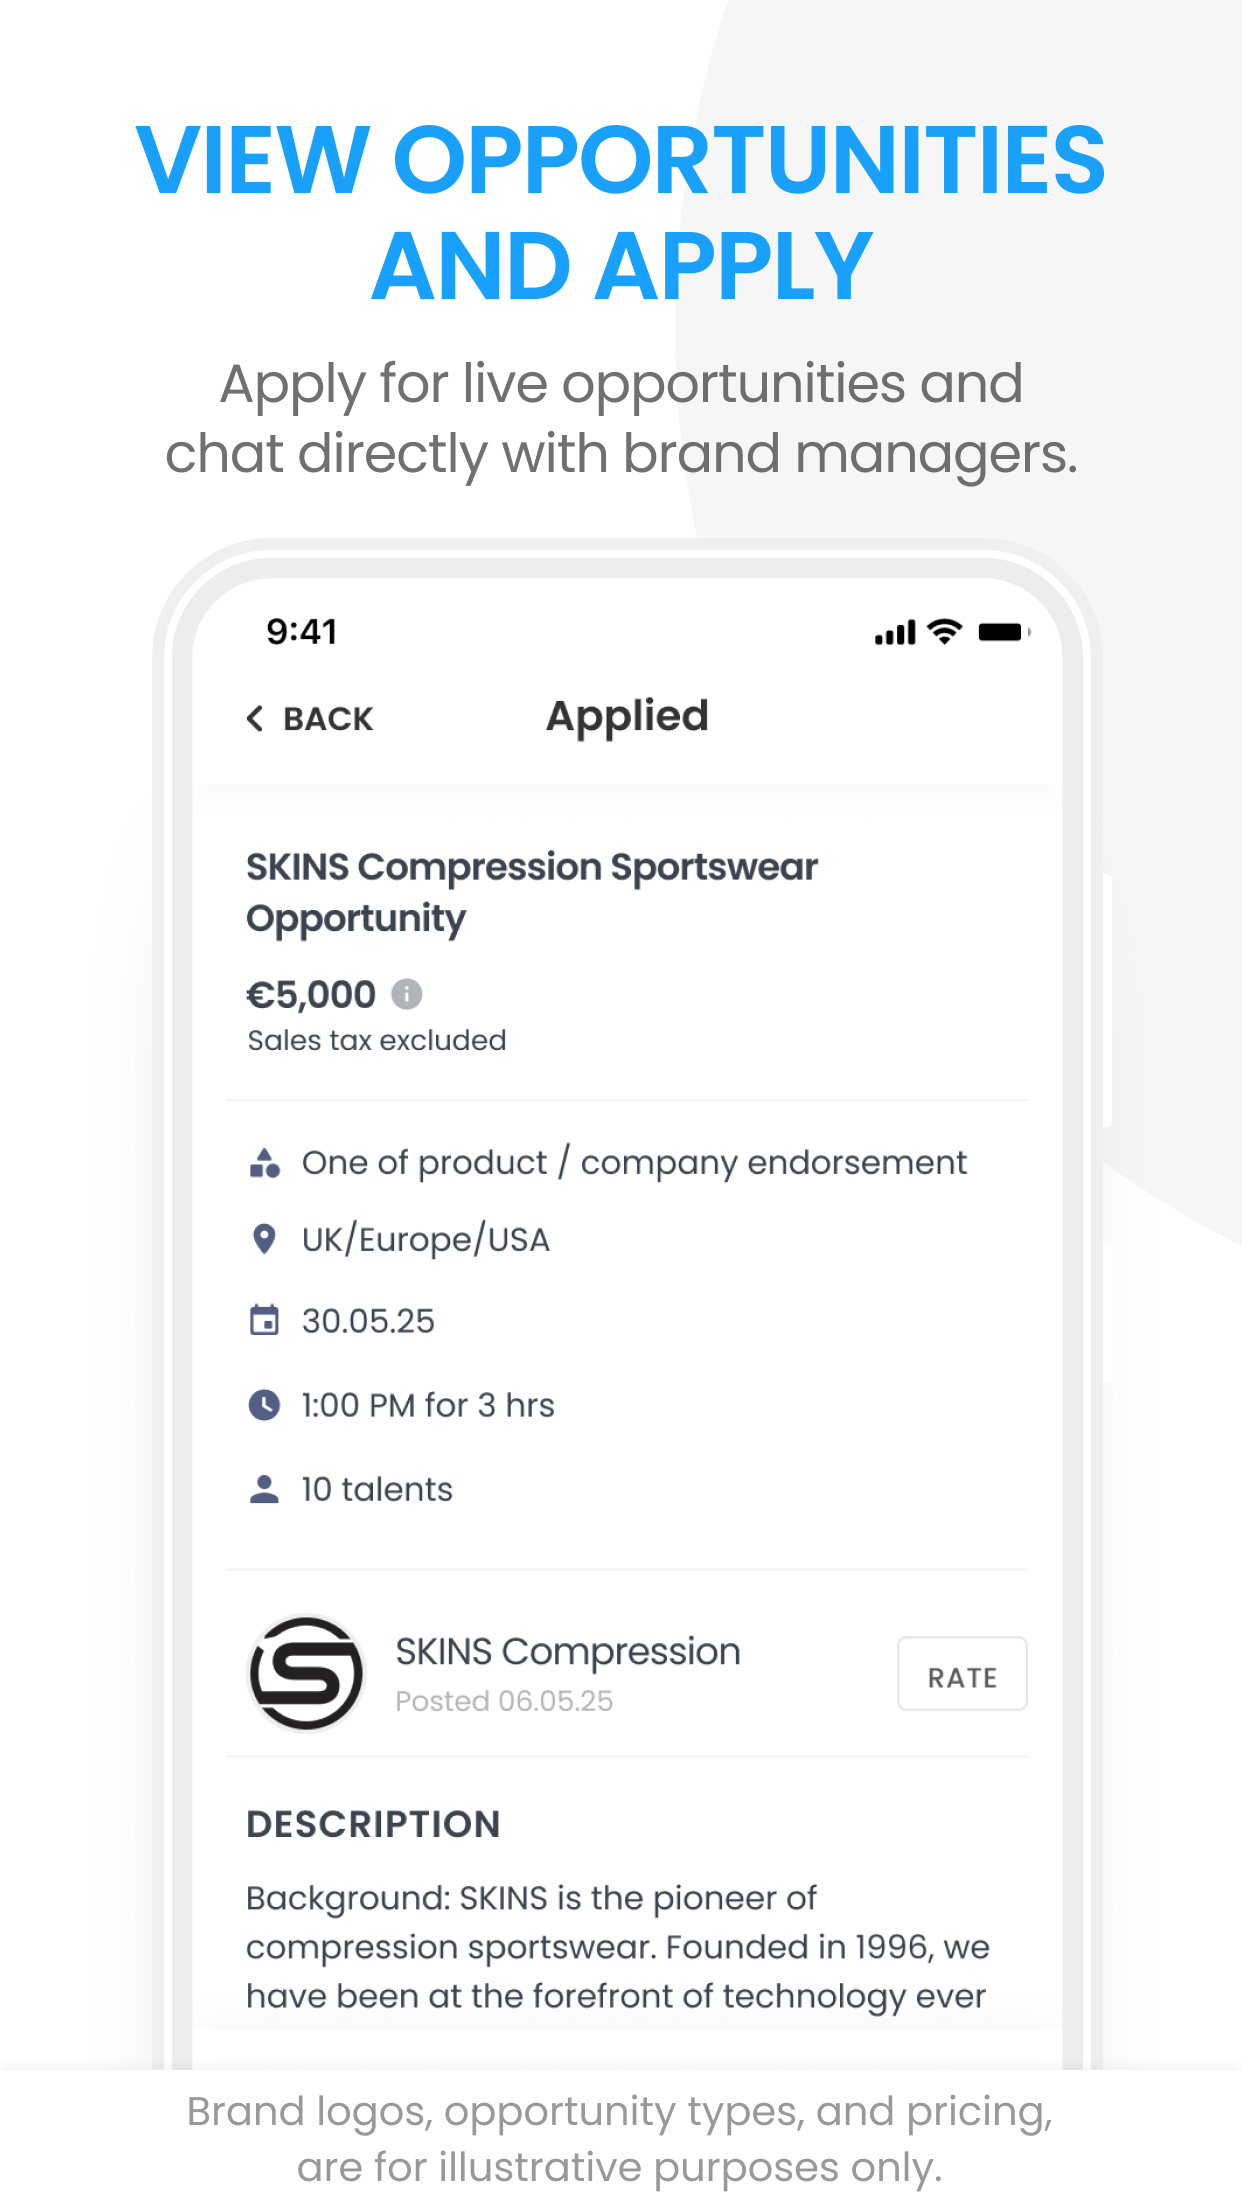 VIEW OPPORTUNITIES
AND APPLY
Apply for live opportunities and
chat directly with brand managers.
9:41
BACK
Applied
SKINS Compression Sportswear
Opportunity
€5,000
Sales tax excluded
One of product / company endorsement
UK/Europe/USA
30.05.25
1:00 PM for 3 hrs
10 talents
SKINS Compression
Posted 06.05.25
RATE
DESCRIPTION
Background: SKINS is the pioneer of
compression sportswear. Founded in 1996, we
have been at the forefront of technology ever
Brand logos, opportunity types, and pricing,
are for illustrative purposes only.